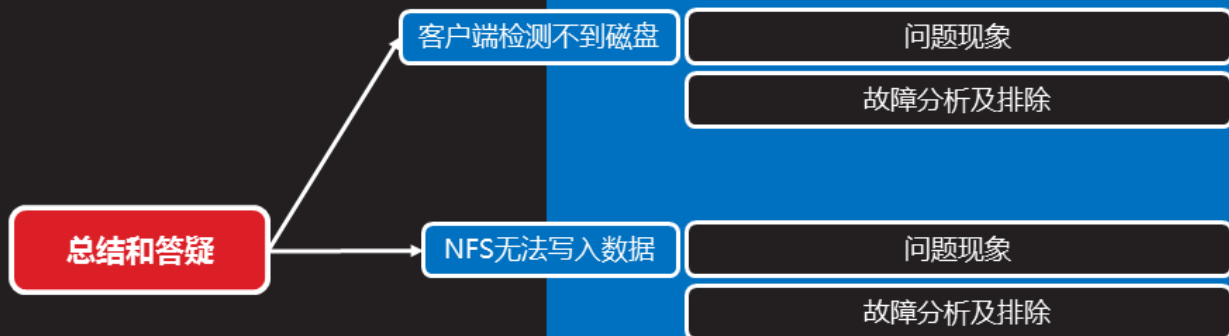 客户端检测不到磁盘
问题现象
故障分析及排除
总结和答疑
NFS无法写入数据
问题现象
故障分析及排除